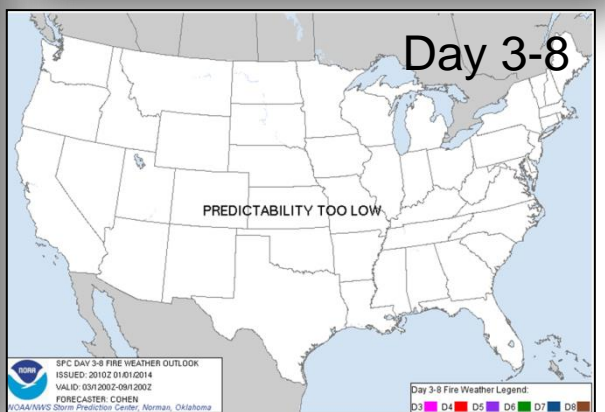 Day 3-8
PREDICTABILITY TOO LOW
NOAA
SPC DAY 3-8 FIRE WEATHER OUTLOOK
ISSUED: 2010Z 01/01/2014
VALID: 03/1200Z-09/1200Z
FORECASTER: COHEN
NOAA/NWS Storm Prediction Center, Norman, Oklahoma
Day 3-8 Fire Weather Legend:
D3 D4 D5 D6 D7 D8